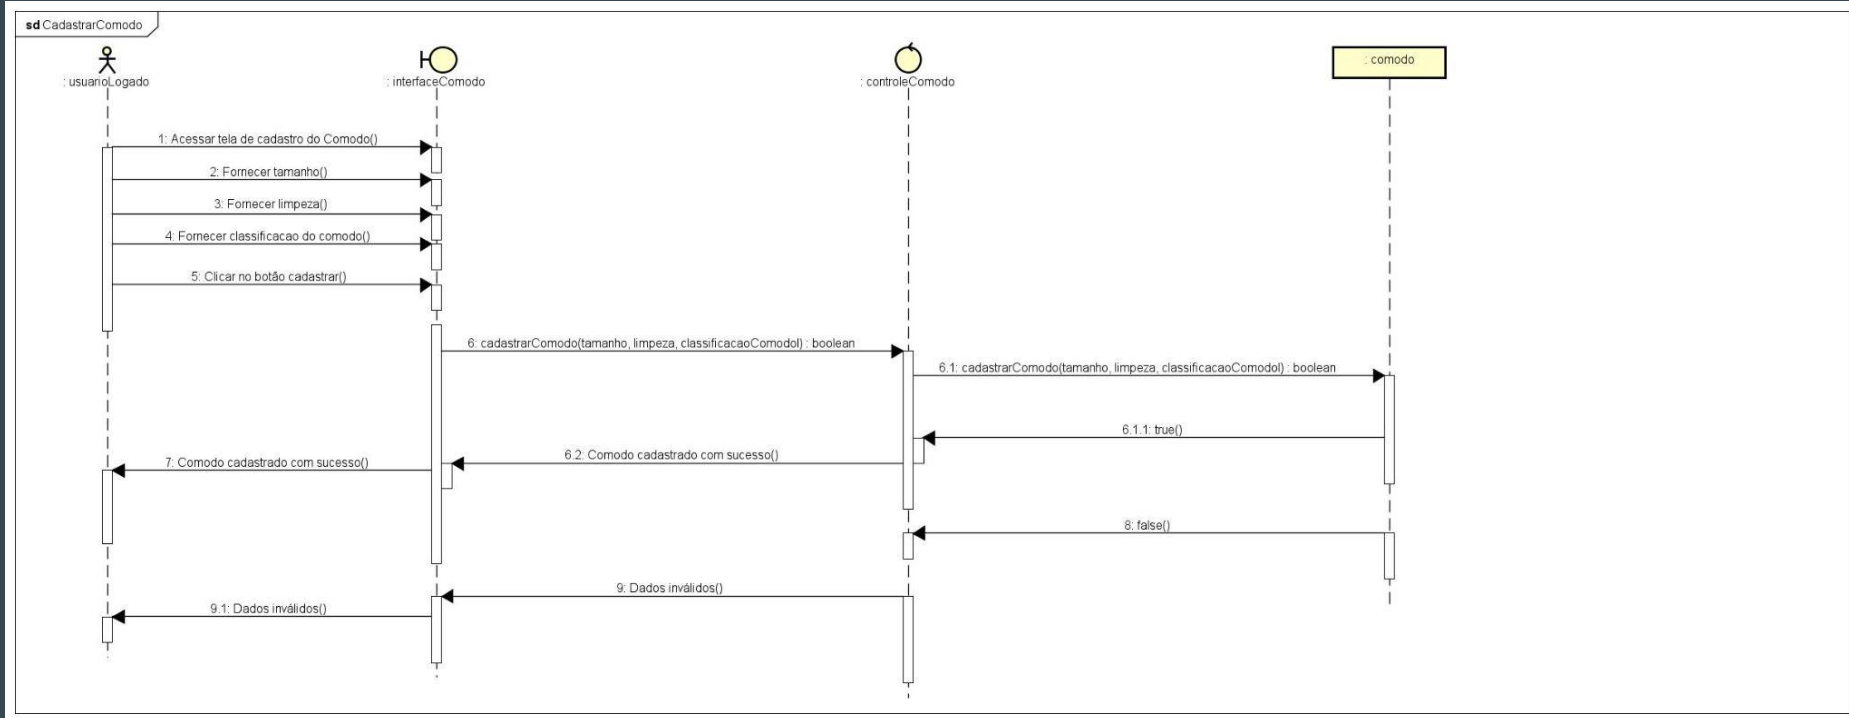 sd CadastrarComodo
: usuarioLogado
: interfaceComodo
: controleComodo
: comodo
1: Acessar tela de cadastro do Comodo()
2: Fornecer tamanho()
3: Fornecer limpeza()
4: Fornecer classificacao do comodo()
5: Clicar no botão cadastrar()
6: cadastrarComodo(tamanho, limpeza, classificacaoComodol) : boolean
6.1: cadastrarComodo(tamanho, limpeza, classificacaoComodol) : boolean
6.1.1: true()
6.2: Comodo cadastrado com sucesso()
7: Comodo cadastrado com sucesso()
8: false()
9: Dados inválidos()
9.1: Dados inválidos()